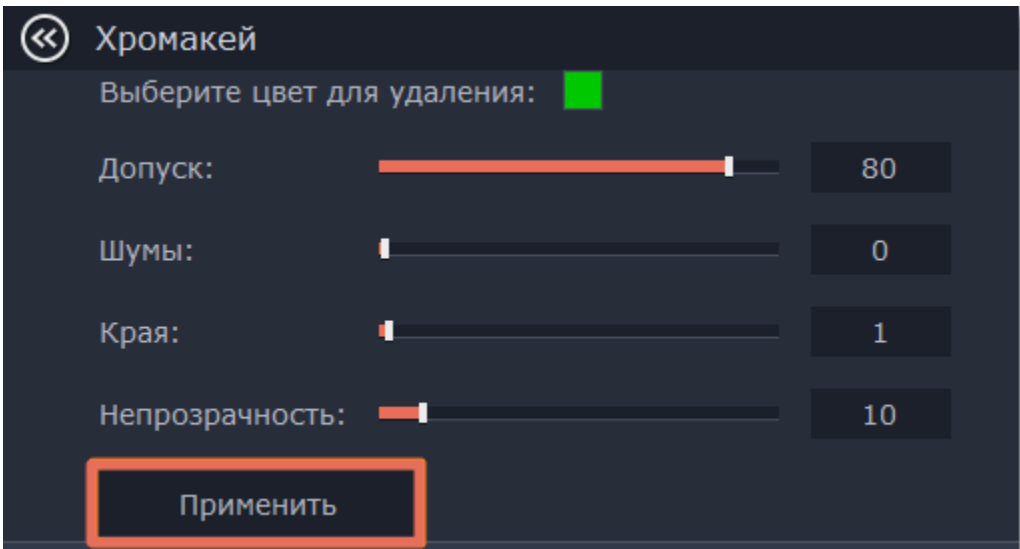 Хромакей
Выберите цвет для удаления:
Допуск: 80
Шумы: 0
Края: 1
Непрозрачность: 10
Применить